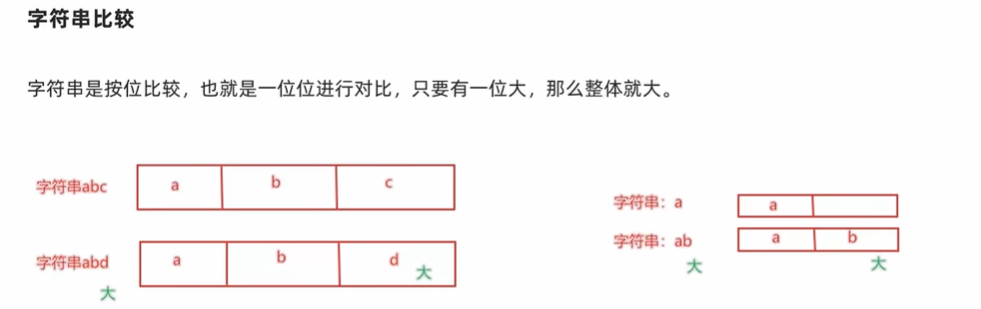 字符串比较
字符串是按位比较，也就是一位位进行对比，只要有一位大，那么整体就大。
字符串abc a b c
字符串abd a b d 大
大
字符串：a a
字符串：ab a b
大 大